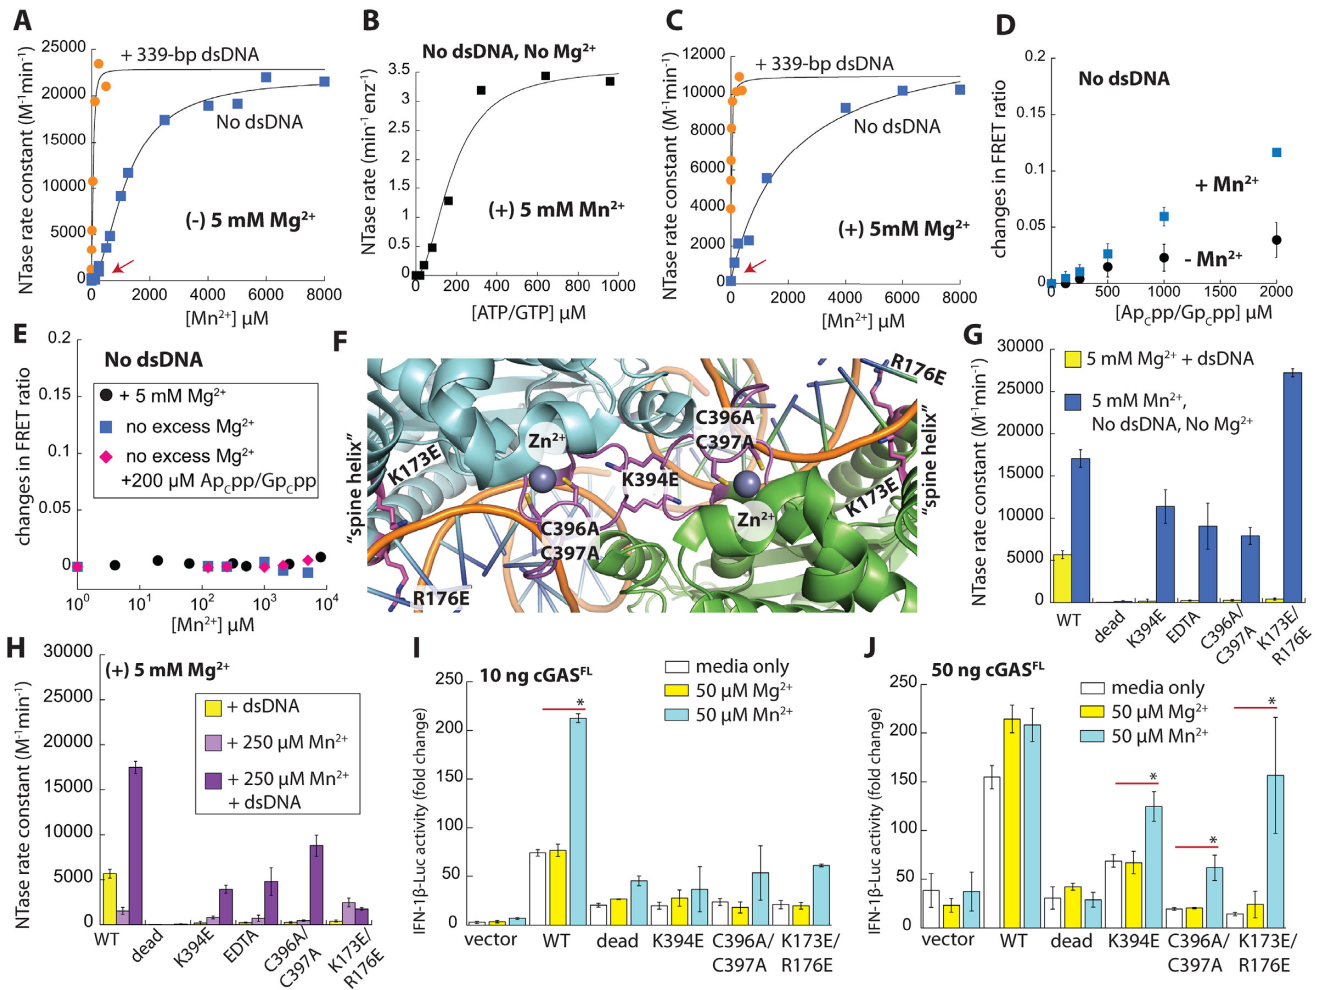 A
NTase rate constant (M⁻¹min⁻¹)
25000
20000
15000
10000
5000
0
+ 339-bp dsDNA
No dsDNA
(-) 5 mM Mg²⁺
0 2000 4000 6000 8000
[Mn²⁺] μM
B
No dsDNA, No Mg²⁺
NTase rate (min⁻¹ enz⁻¹)
3.5
3
2.5
2
1.5
1
0.5
0
(+) 5 mM Mn²⁺
0 200 400 600 800 1000
[ATP/GTP] μM
C
NTase rate constant (M⁻¹min⁻¹)
12000
10000
8000
6000
4000
2000
0
+ 339-bp dsDNA
No dsDNA
(+) 5mM Mg²⁺
0 2000 4000 6000 8000
[Mn²⁺] μM
D
No dsDNA
changes in FRET ratio
0.2
0.15
0.1
0.05
0
+ Mn²⁺
- Mn²⁺
0 500 1000 1500 2000
[ApCpp/GpCpp] μM
E
No dsDNA
changes in FRET ratio
0.2
0.15
0.1
0.05
0
+ 5 mM Mg²⁺
no excess Mg²⁺
no excess Mg²⁺
+200 μM ApCpp/GpCpp
10⁰ 10¹ 10² 10³ 10⁴
[Mn²⁺] μM
F
R176E
C396A
C397A
Zn²⁺
K173E
K394E
"spine helix"
"spine helix"
K173E
Zn²⁺
C396A
C397A
R176E
G
NTase rate constant (M⁻¹min⁻¹)
30000
25000
20000
15000
10000
5000
0
5 mM Mg²⁺ + dsDNA
5 mM Mn²⁺,
No dsDNA, No Mg²⁺
WT
dead
K394E
EDTA
C396A/
C397A
K173E/
R176E
H
(+) 5 mM Mg²⁺
NTase rate constant (M⁻¹min⁻¹)
30000
25000
20000
15000
10000
5000
0
+ dsDNA
+ 250 μM Mn²⁺
+ 250 μM Mn²⁺
+ dsDNA
WT
dead
K394E
EDTA
C396A/
C397A
K173E/
R176E
I
10 ng cGASFL
IFN-1β-Luc activity (fold change)
250
200
150
100
50
0
media only
50 μM Mg²⁺
50 μM Mn²⁺
*
vector WT dead K394E C396A/ K173E/
C397A R176E
J
50 ng cGASFL
IFN-1β-Luc activity (fold change)
250
200
150
100
50
0
media only
50 μM Mg²⁺
50 μM Mn²⁺
*
*
*
vector WT dead K394E C396A/ K173E/
C397A R176E